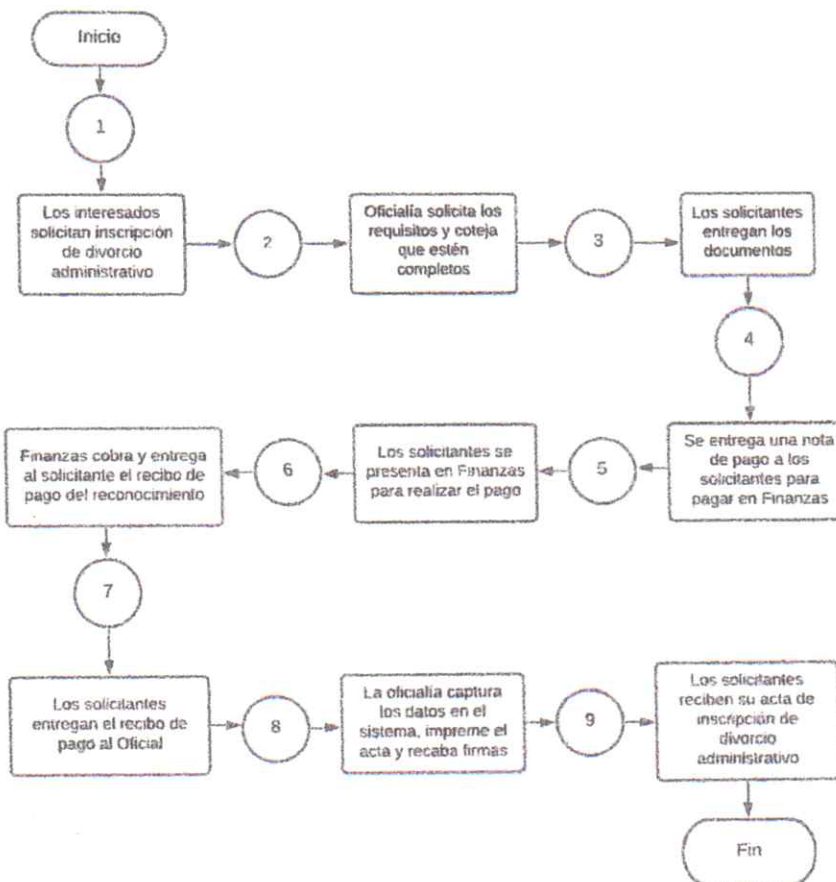 Inicio
1
Los interesados
solicitan inscripción
de divorcio
administrativo
2
Oficialía solicita los
requisitos y coteja
que estén
completos
3
Los solicitantes
entregan los
documentos
4
Se entrega una nota
de pago a los
solicitantes para
pagar en Finanzas
5
Los solicitantes se
presenta en Finanzas
para realizar el pago
6
Finanzas cobra y entrega
al solicitante el recibo de
pago del reconocimiento
7
Los solicitantes
entregan el recibo de
pago al Oficial
8
La oficialía captura
los datos en el
sistema, impreme el
acta y recaba firmas
9
Los solicitantes
reciben su acta de
inscripción de
divorcio
administrativo
Fin